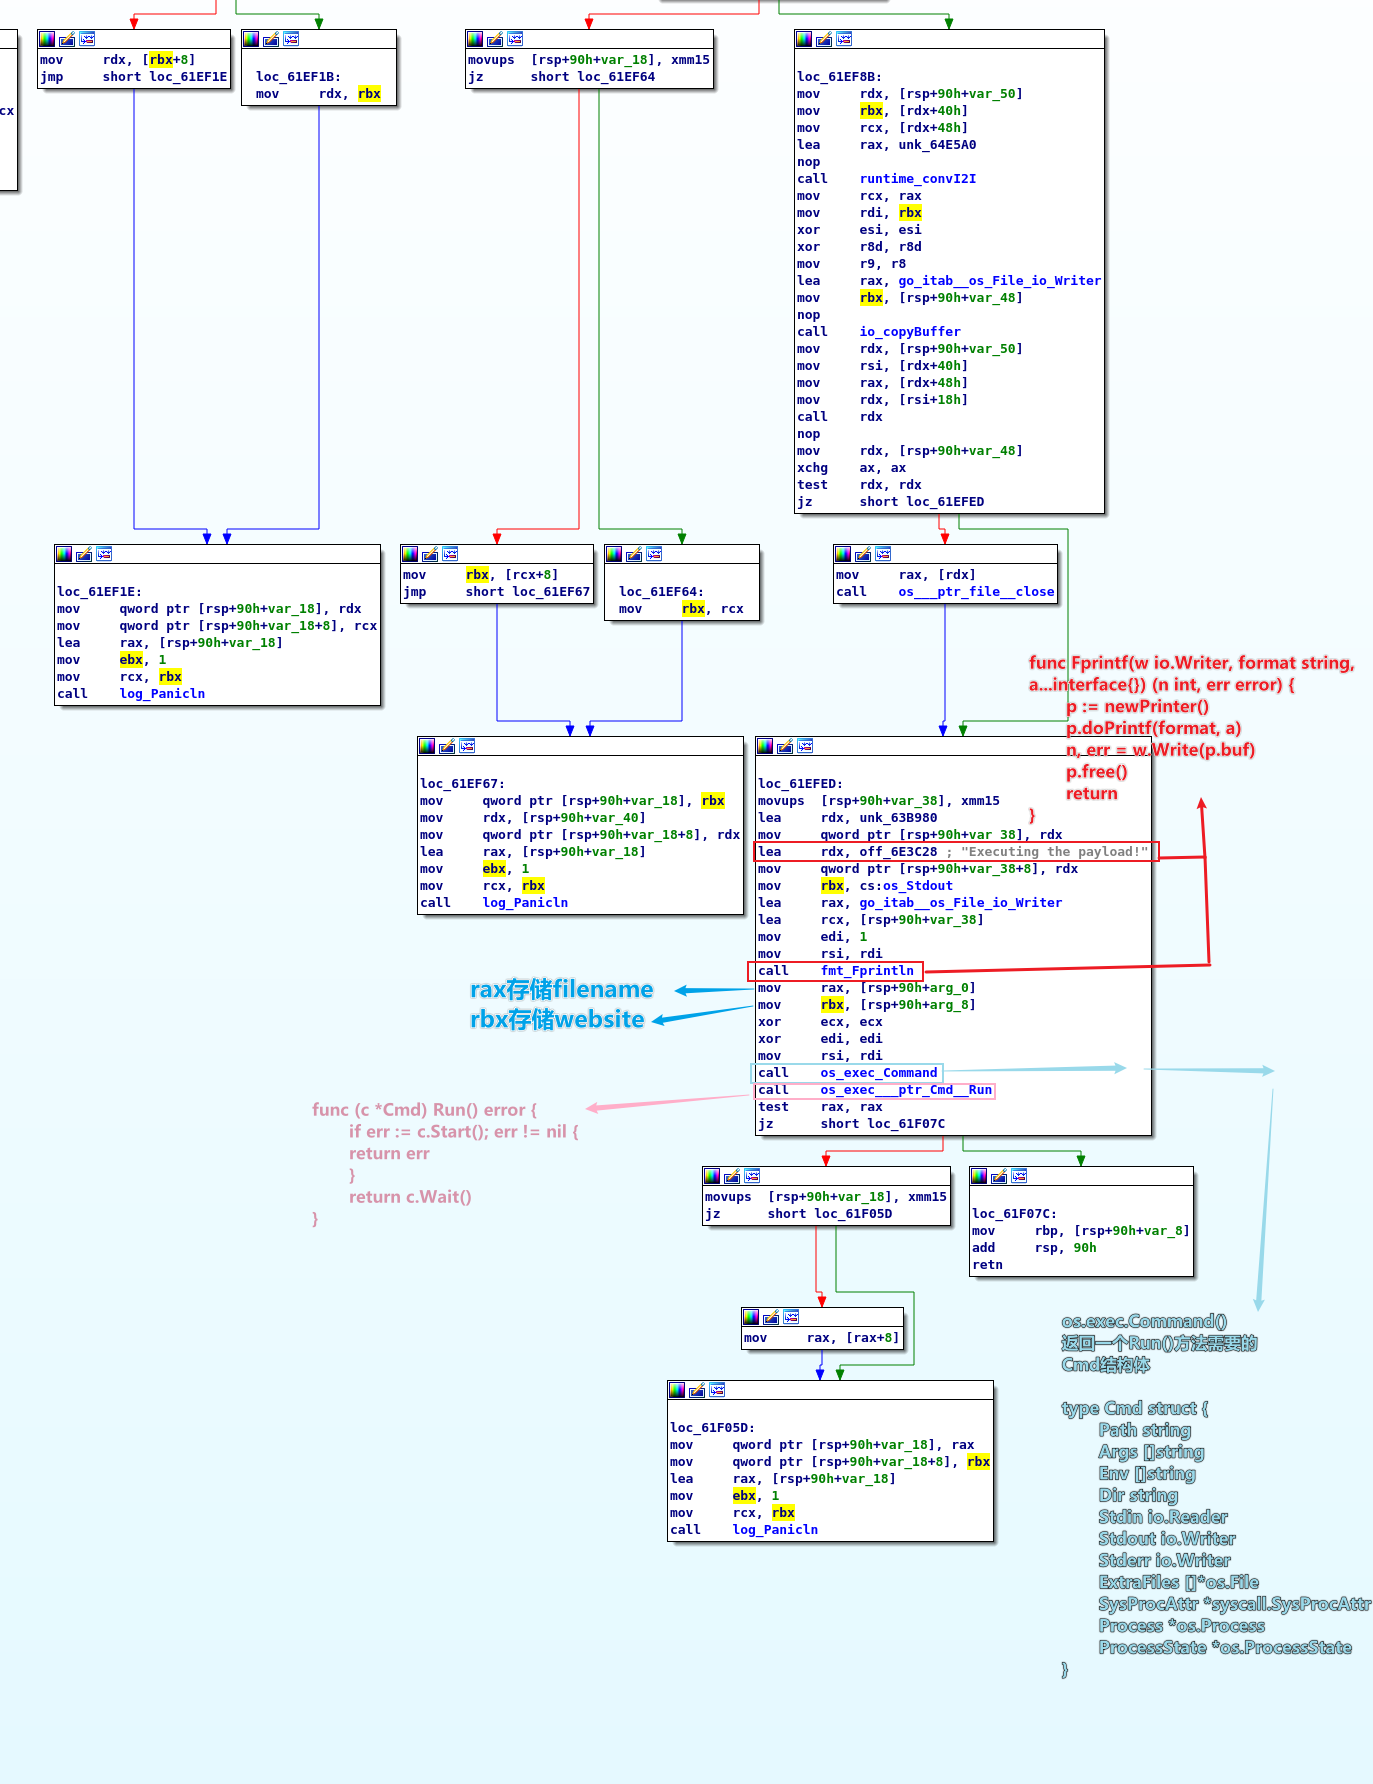 cx
mov rdx, [rbx+8]
jmp short loc_61EF1E
loc_61EF1B:
mov rdx, rbx
movups [rsp+90h+var_18], xmm15
jz short loc_61EF64
loc_61EF8B:
mov rdx, [rsp+90h+var_50]
mov rbx, [rdx+40h]
mov rcx, [rdx+48h]
lea rax, unk_64E5A0
nop
call runtime_convI2I
mov rcx, rax
mov rdi, rbx
xor esi, esi
xor r8d, r8d
mov r9, r8
lea rax, go_itab__os_File_io_Writer
mov rbx, [rsp+90h+var_48]
nop
call io_copyBuffer
mov rdx, [rsp+90h+var_50]
mov rsi, [rdx+40h]
mov rax, [rdx+48h]
mov rdx, [rsi+18h]
call rdx
nop
mov rdx, [rsp+90h+var_48]
xchg ax, ax
test rdx, rdx
jz short loc_61EFED
loc_61EF1E:
mov qword ptr [rsp+90h+var_18], rdx
mov qword ptr [rsp+90h+var_18+8], rcx
lea rax, [rsp+90h+var_18]
mov ebx, 1
mov rcx, rbx
call log_Panicln
mov rbx, [rcx+8]
jmp short loc_61EF67
loc_61EF64:
mov rbx, rcx
mov rax, [rdx]
call os___ptr_file__close
func Fprintf(w io.Writer, format string,
a...interface{}) (n int, err error) {
p := newPrinter()
p.doPrintf(format, a)
n, err = w.Write(p.buf)
p.free()
return
}
loc_61EF67:
mov qword ptr [rsp+90h+var_18], rbx
mov rdx, [rsp+90h+var_40]
mov qword ptr [rsp+90h+var_18+8], rdx
lea rax, [rsp+90h+var_18]
mov ebx, 1
mov rcx, rbx
call log_Panicln
loc_61EFED:
movups [rsp+90h+var_38], xmm15
lea rdx, unk_63B980
mov qword ptr [rsp+90h+var_38], rdx
lea rdx, off_6E3C28 ; "Executing the payload!"
mov qword ptr [rsp+90h+var_38+8], rdx
mov rbx, cs:os_Stdout
lea rax, go_itab__os_File_io_Writer
lea rcx, [rsp+90h+var_38]
mov edi, 1
mov rsi, rdi
call fmt_Fprintln
mov rax, [rsp+90h+arg_0]
mov rbx, [rsp+90h+arg_8]
xor ecx, ecx
xor edi, edi
mov rsi, rdi
call os_exec_Command
call os_exec___ptr_Cmd__Run
test rax, rax
jz short loc_61F07C
rax存储filename
rbx存储website
func (c *Cmd) Run() error {
if err := c.Start(); err != nil {
return err
}
return c.Wait()
}
movups [rsp+90h+var_18], xmm15
jz short loc_61F05D
loc_61F07C:
mov rbp, [rsp+90h+var_8]
add rsp, 90h
retn
mov rax, [rax+8]
loc_61F05D:
mov qword ptr [rsp+90h+var_18], rax
mov qword ptr [rsp+90h+var_18+8], rbx
lea rax, [rsp+90h+var_18]
mov ebx, 1
mov rcx, rbx
call log_Panicln
os.exec.Command()
返回一个Run()方法需要的
Cmd结构体
type Cmd struct {
Path string
Args []string
Env []string
Dir string
Stdin io.Reader
Stdout io.Writer
Stderr io.Writer
ExtraFiles []*os.File
SysProcAttr *syscall.SysProcAttr
Process *os.Process
ProcessState *os.ProcessState
}